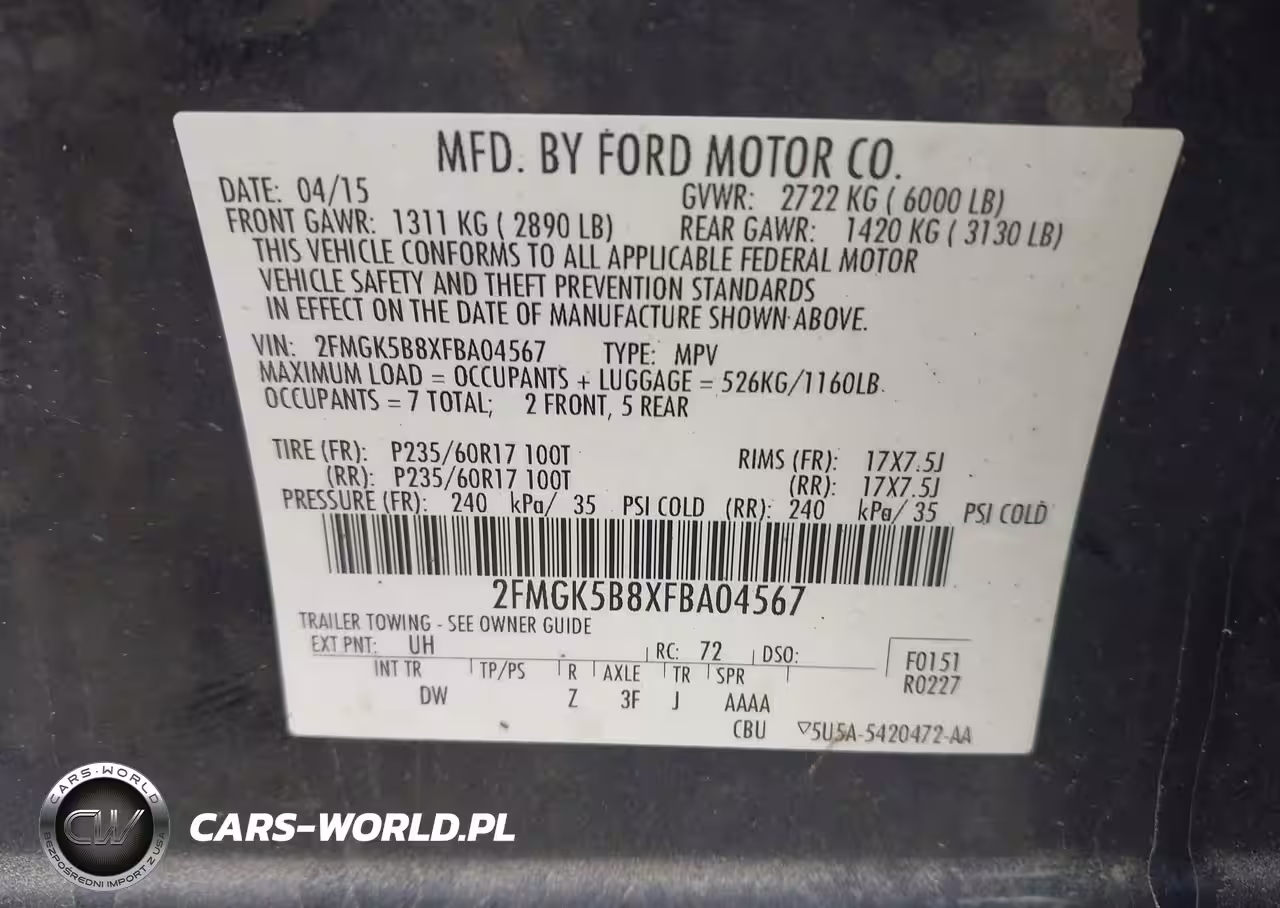 MFD. BY FORD MOTOR CO.
DATE: 04/15 GVWR: 2722 KG ( 6000 LB)
FRONT GAWR: 1311 KG ( 2890 LB) REAR GAWR: 1420 KG ( 3130 LB)
THIS VEHICLE CONFORMS TO ALL APPLICABLE FEDERAL MOTOR
VEHICLE SAFETY AND THEFT PREVENTION STANDARDS
IN EFFECT ON THE DATE OF MANUFACTURE SHOWN ABOVE.
VIN: 2FMGK5B8XFBA04567 TYPE: MPV
MAXIMUM LOAD = OCCUPANTS + LUGGAGE = 526KG/1160LB
OCCUPANTS = 7 TOTAL; 2 FRONT, 5 REAR
TIRE (FR): P235/60R17 100T RIMS (FR): 17X7.5J
(RR): P235/60R17 100T (RR): 17X7.5J
PRESSURE (FR): 240 kPa/ 35 PSI COLD (RR): 240 kPa/ 35 PSI COLD
2FMGK5B8XFBA04567
TRAILER TOWING - SEE OWNER GUIDE
EXT PNT: UH RC: 72 DSO: F0151
INT TR TP/PS R AXLE TR SPR R0227
DW Z 3F J AAAA
CBU ▽5U5A-5420472-AA
CARS-WORLD
CW
BEZPOŚREDNI IMPORT Z USA
CARS-WORLD.PL